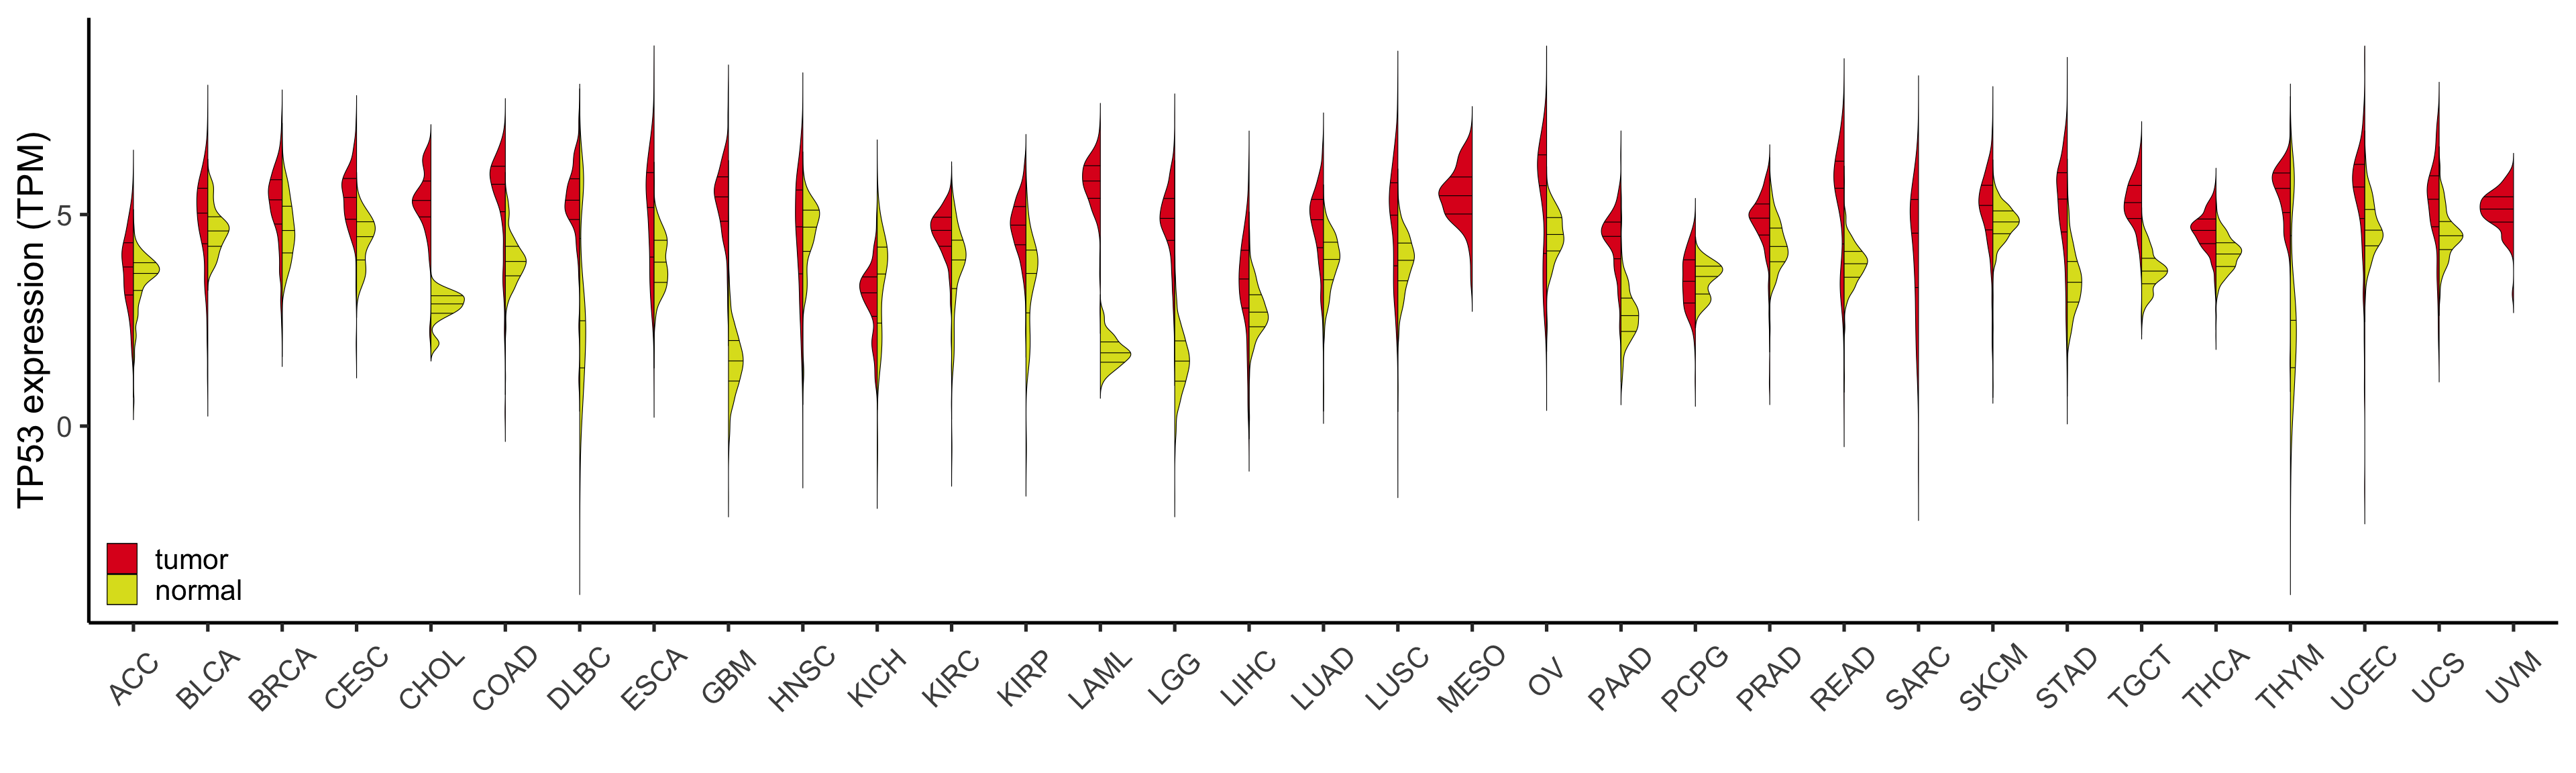 TP53 expression (TPM)
5
0
tumor
normal
ACC BLCA BRCA CESC CHOL COAD DLBC ESCA GBM HNSC KICH KIRC KIRP LAML LGG LIHC LUAD LUSC MESO OV PAAD PCPG PRAD READ SARC SKCM STAD TGCT THCA THYM UCEC UCS UVM